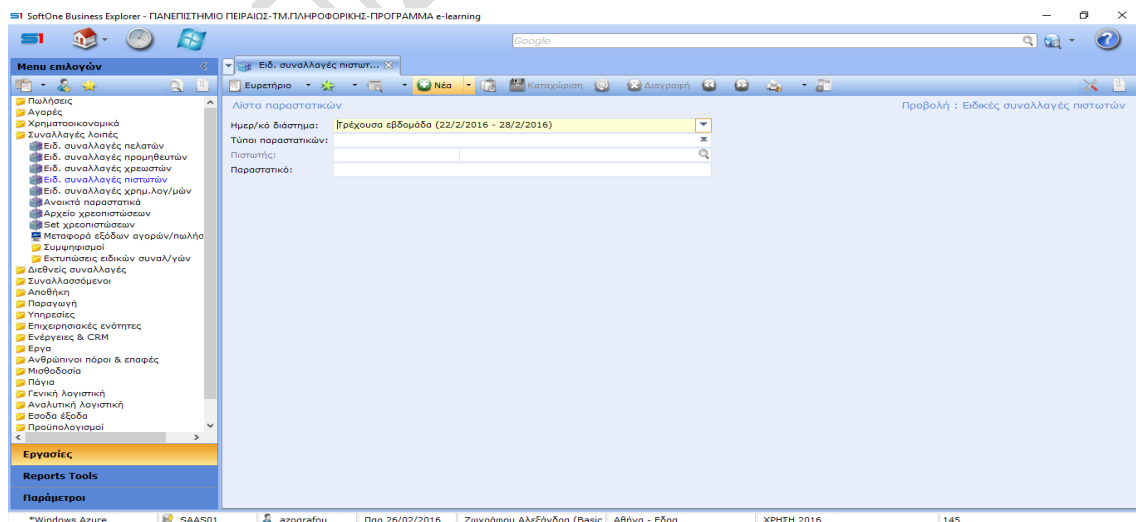 S1 SoftOne Business Explorer - ΠΑΝΕΠΙΣΤΗΜΙΟ ΠΕΙΡΑΙΩΣ-ΤΜ.ΠΛΗΡΟΦΟΡΙΚΗΣ-ΠΡΟΓΡΑΜΜΑ e-learning
S1 Google
Menu επιλογών
Ειδ. συναλλαγές πιστωτ...
Ευρετήριο Νέα Καταχώριση Διαγραφή
Λίστα παραστατικών
Προβολή : Ειδικές συναλλαγές πιστωτών
Ημερ/κό διάστημα: Τρέχουσα εβδομάδα (22/2/2016 - 28/2/2016)
Τύποι παραστατικών:
Πιστωτής:
Παραστατικό:
Πωλήσεις
Αγορές
Χρηματοοικονομικά
Συναλλαγές λοιπές
Ειδ. συναλλαγές πελατών
Ειδ. συναλλαγές προμηθευτών
Ειδ. συναλλαγές χρεωστών
Ειδ. συναλλαγές πιστωτών
Ειδ. συναλλαγές χρημ.λογ/μών
Ανοικτά παραστατικά
Αρχείο χρεοπιστώσεων
Set χρεοπιστώσεων
Μεταφορά εξόδων αγορών/πωλήσ
Συμψηφισμοί
Εκτυπώσεις ειδικών συναλ/γών
Διεθνείς συναλλαγές
Συναλλασσόμενοι
Αποθήκη
Παραγωγή
Υπηρεσίες
Επιχειρησιακές ενότητες
Ενέργειες & CRM
Εργα
Ανθρώπινοι πόροι & επαφές
Μισθοδοσία
Πάγια
Γενική λογιστική
Αναλυτική λογιστική
Εσοδα έξοδα
Προϋπολογισμοί
Εργασίες
Reports Tools
Παράμετροι
*Windows Azure SAAS01 azografou Παρ 26/02/2016 Ζωγράφου Αλεξάνδρα (Basic Αθήνα - Εδρα ΧΡΗΣΗ 2016 145